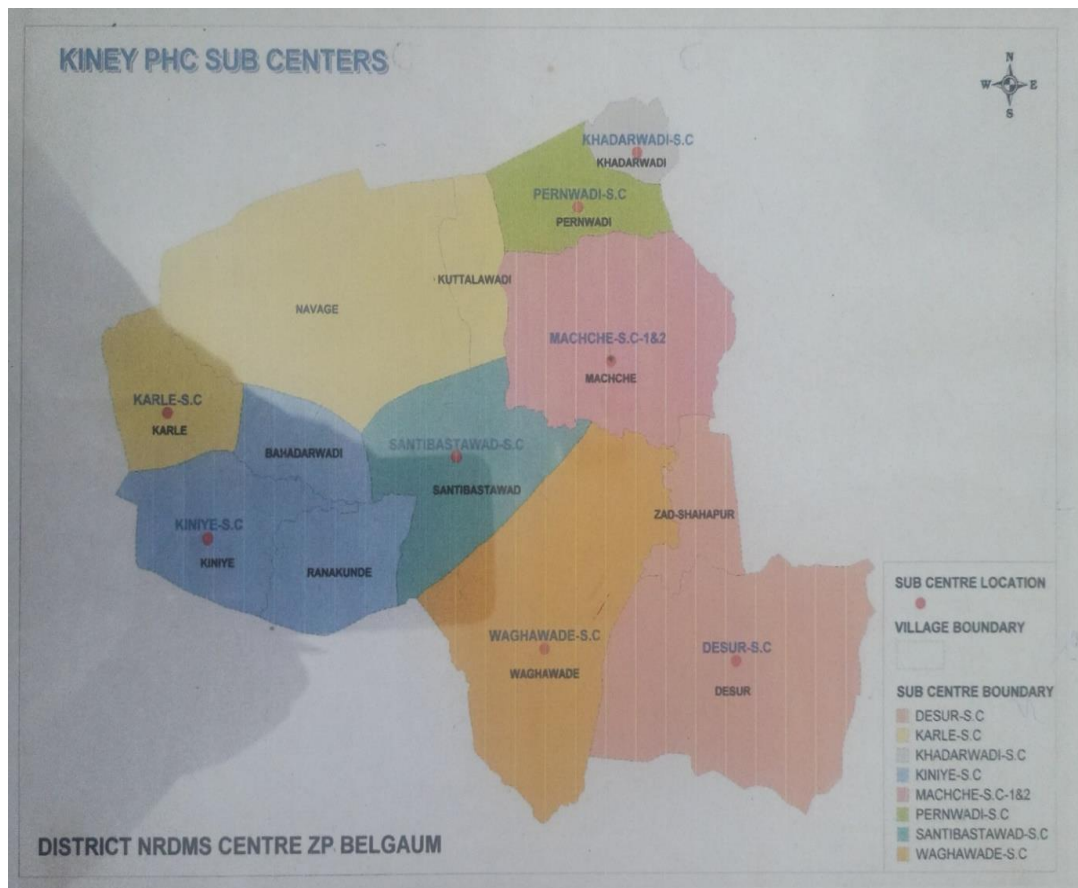 KINEY PHC SUB CENTERS
N
W E
S
KHADARWADI-S.C
KHADARWADI
PERNWADI-S.C
PERNWADI
KUTTALAWADI
NAVAGE
MACHCHE-S.C-1&2
MACHCHE
KARLE-S.C
KARLE
BAHADARWADI
SANTIBASTAWAD-S.C
SANTIBASTAWAD
ZAD-SHAHAPUR
KINIYE-S.C
KINIYE
RANAKUNDE
WAGHAWADE-S.C
WAGHAWADE
DESUR-S.C
DESUR
SUB CENTRE LOCATION
VILLAGE BOUNDARY
SUB CENTRE BOUNDARY
DESUR-S.C
KARLE-S.C
KHADARWADI-S.C
KINIYE-S.C
MACHCHE-S.C-1&2
PERNWADI-S.C
SANTIBASTAWAD-S.C
WAGHAWADE-S.C
DISTRICT NRDMS CENTRE ZP BELGAUM